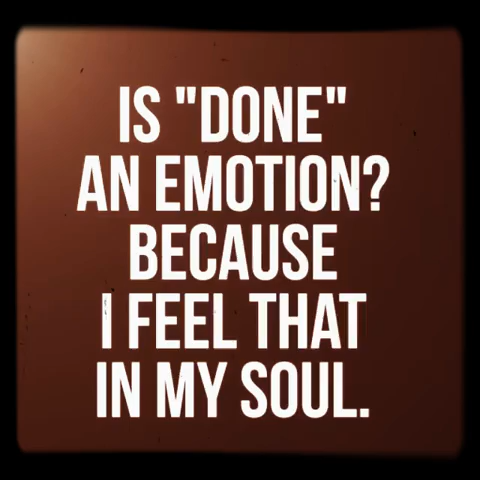 IS "DONE"
AN EMOTION?
BECAUSE
I FEEL THAT
IN MY SOUL.